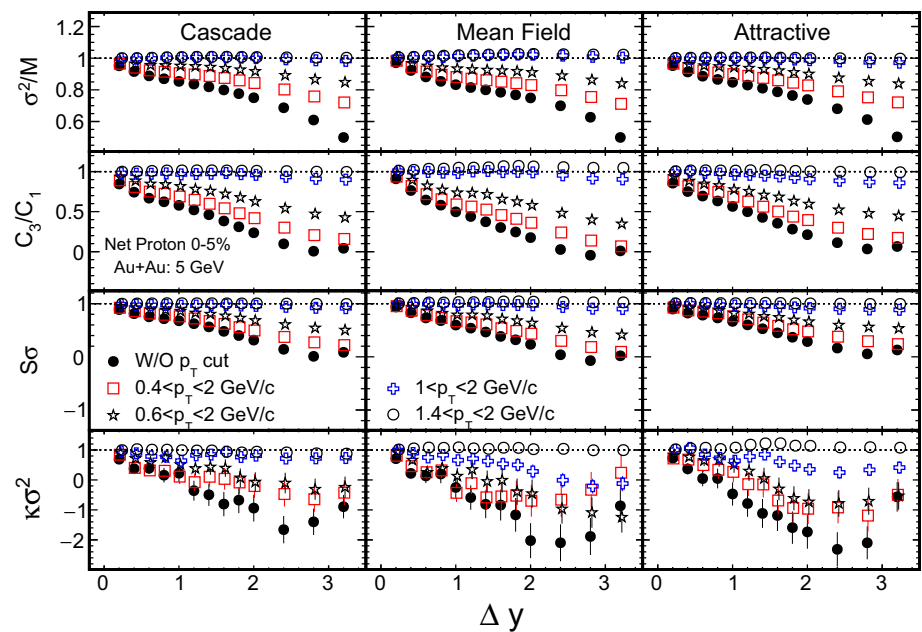 Cascade Mean Field Attractive
σ²/M
1.2
1
0.8
0.6
C₃/C₁
1
0.5
0
Net Proton 0-5%
Au+Au: 5 GeV
Sσ
1
0
−1
W/O p_T cut
0.4<p_T<2 GeV/c
0.6<p_T<2 GeV/c
1<p_T<2 GeV/c
1.4<p_T<2 GeV/c
κσ²
1
0
−1
−2
0 1 2 3 0 1 2 3 0 1 2 3
Δ y